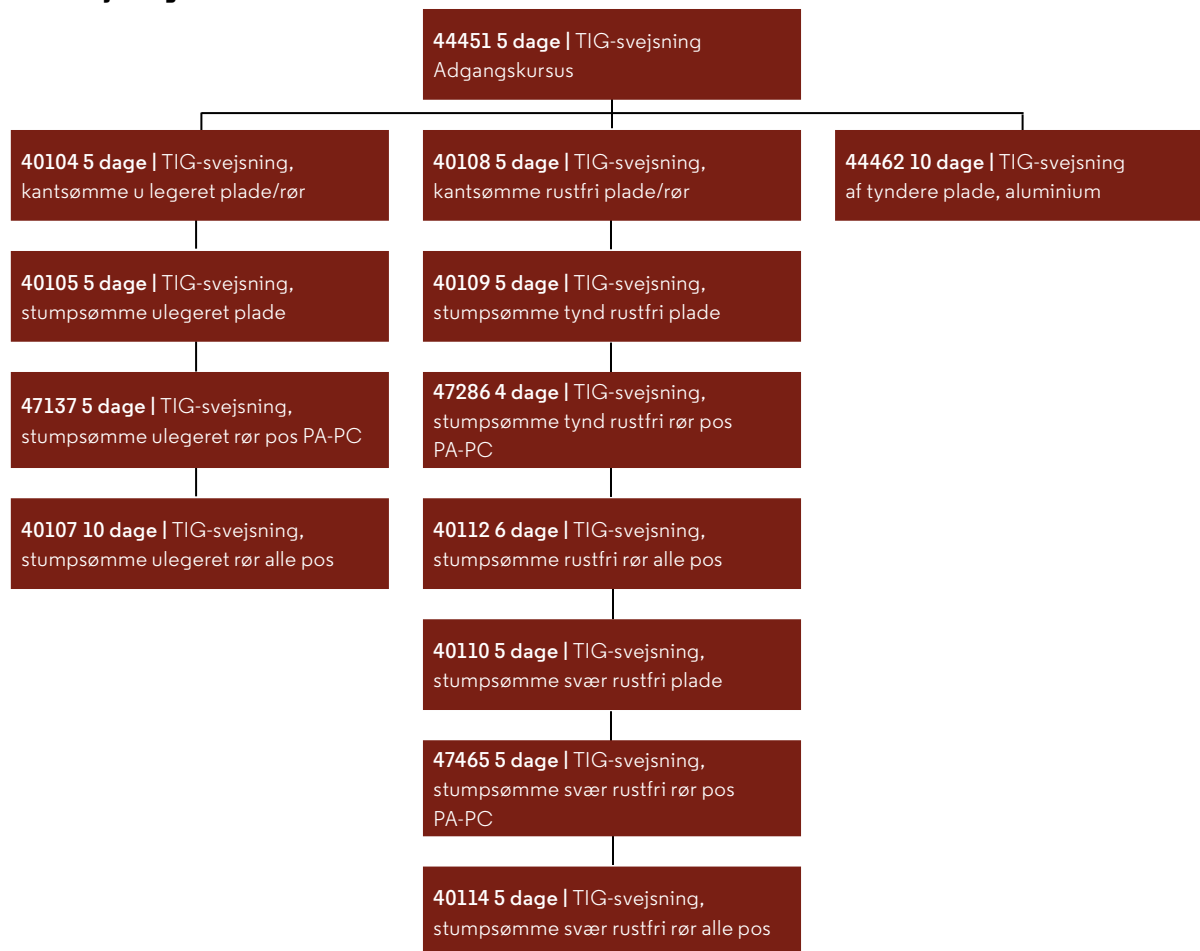 44451 5 dage | TIG-svejsning
Adgangskursus
40104 5 dage | TIG-svejsning,
kantsømme u legeret plade/rør
40108 5 dage | TIG-svejsning,
kantsømme rustfri plade/rør
44462 10 dage | TIG-svejsning
af tyndere plade, aluminium
40105 5 dage | TIG-svejsning,
stumpsømme ulegeret plade
40109 5 dage | TIG-svejsning,
stumpsømme tynd rustfri plade
47137 5 dage | TIG-svejsning,
stumpsømme ulegeret rør pos PA-PC
47286 4 dage | TIG-svejsning,
stumpsømme tynd rustfri rør pos
PA-PC
40107 10 dage | TIG-svejsning,
stumpsømme ulegeret rør alle pos
40112 6 dage | TIG-svejsning,
stumpsømme rustfri rør alle pos
40110 5 dage | TIG-svejsning,
stumpsømme svær rustfri plade
47465 5 dage | TIG-svejsning,
stumpsømme svær rustfri rør pos
PA-PC
40114 5 dage | TIG-svejsning,
stumpsømme svær rustfri rør alle pos